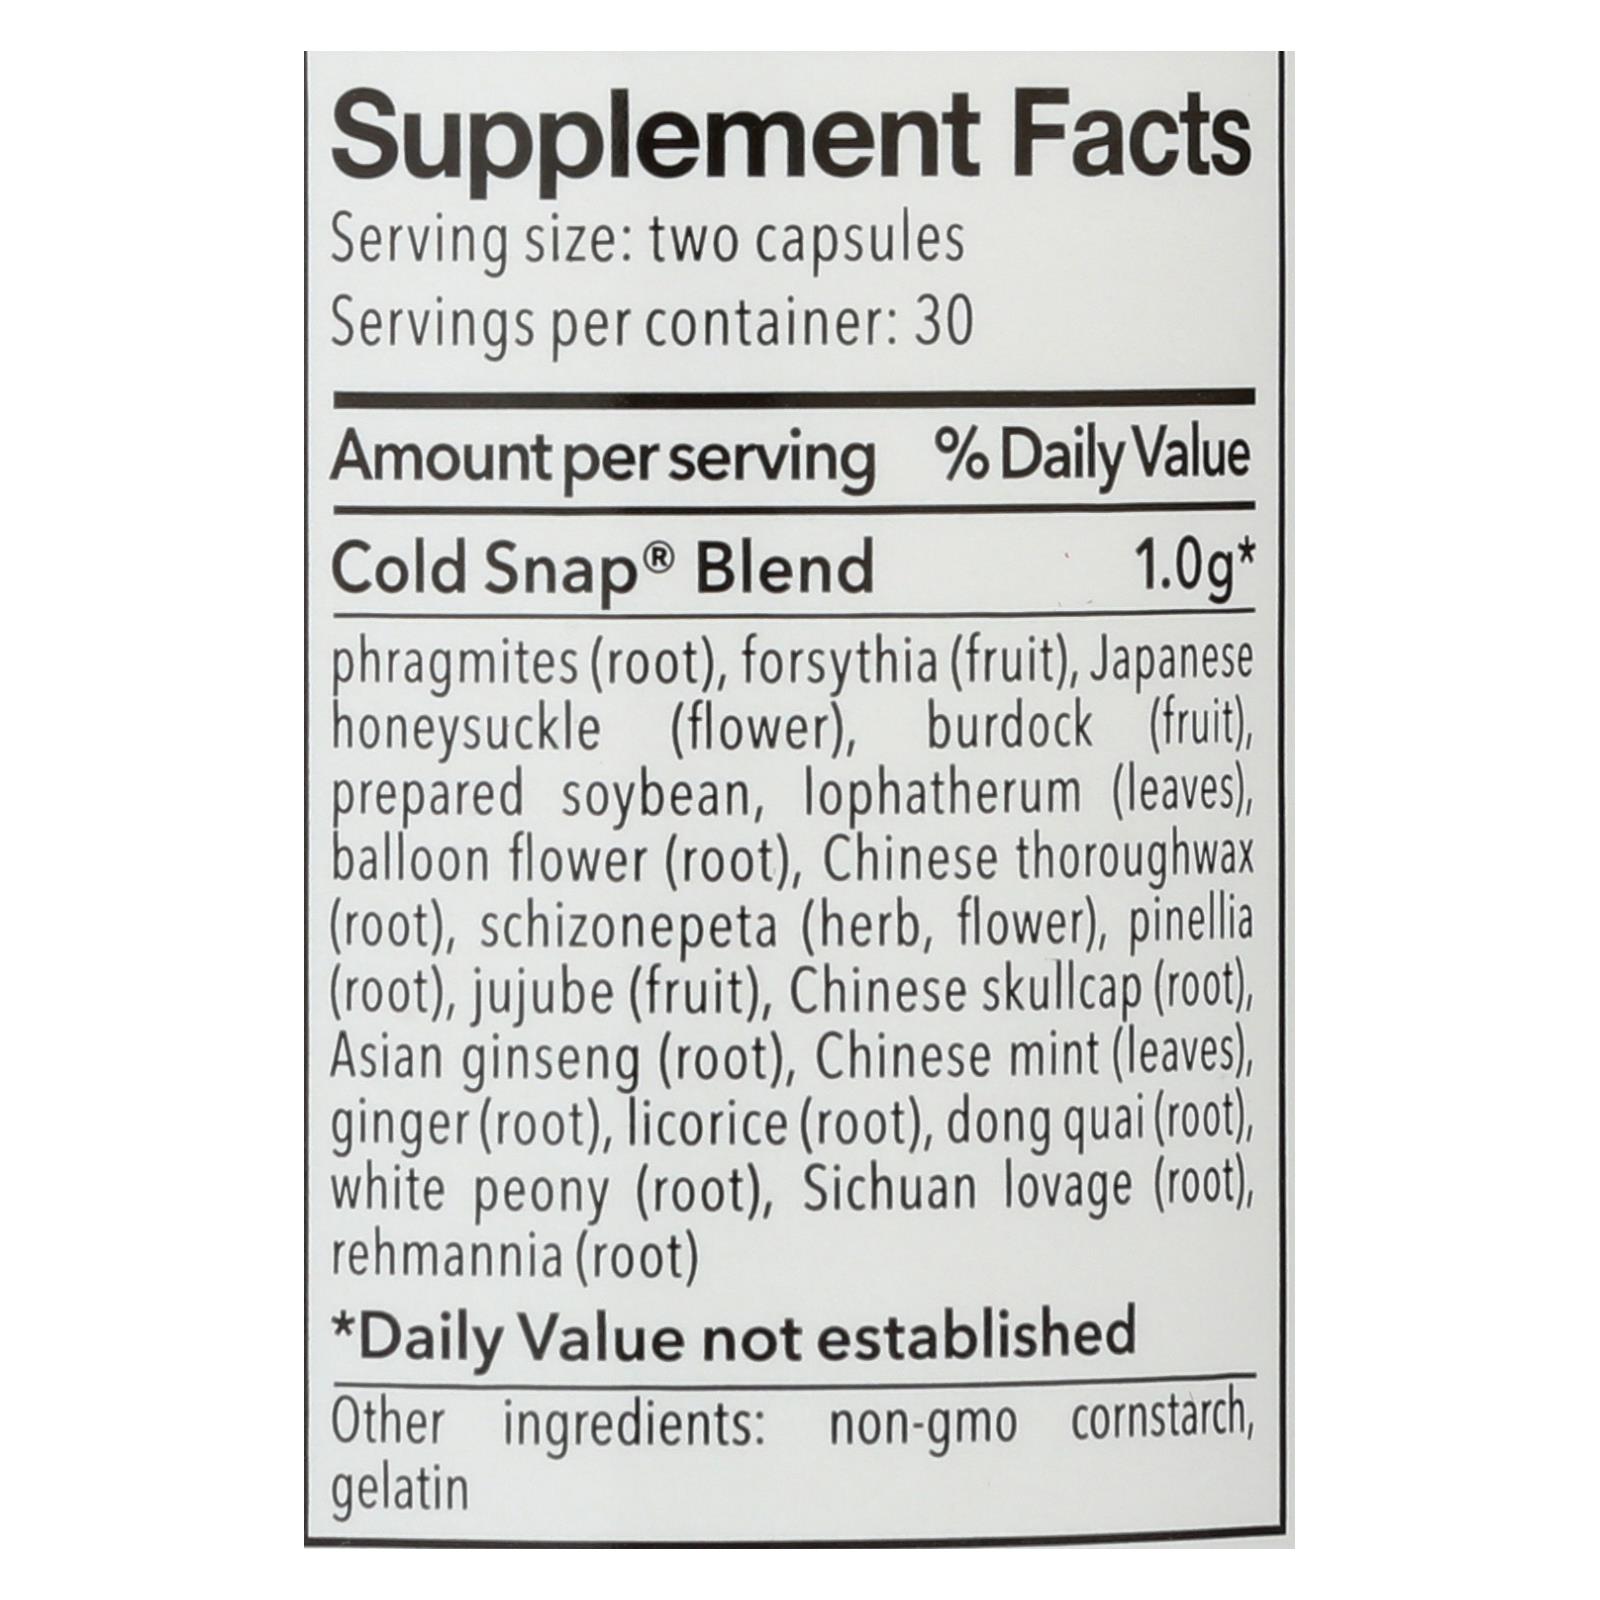 Supplement Facts
Serving size: two capsules
Servings per container: 30
Amount per serving % Daily Value
Cold Snap® Blend 1.0g*
phragmites (root), forsythia (fruit), Japanese
honeysuckle (flower), burdock (fruit),
prepared soybean, lophatherum (leaves),
balloon flower (root), Chinese thoroughwax
(root), schizonepeta (herb, flower), pinellia
(root), jujube (fruit), Chinese skullcap (root),
Asian ginseng (root), Chinese mint (leaves),
ginger (root), licorice (root), dong quai (root),
white peony (root), Sichuan lovage (root),
rehmannia (root)
*Daily Value not established
Other ingredients: non-gmo cornstarch,
gelatin